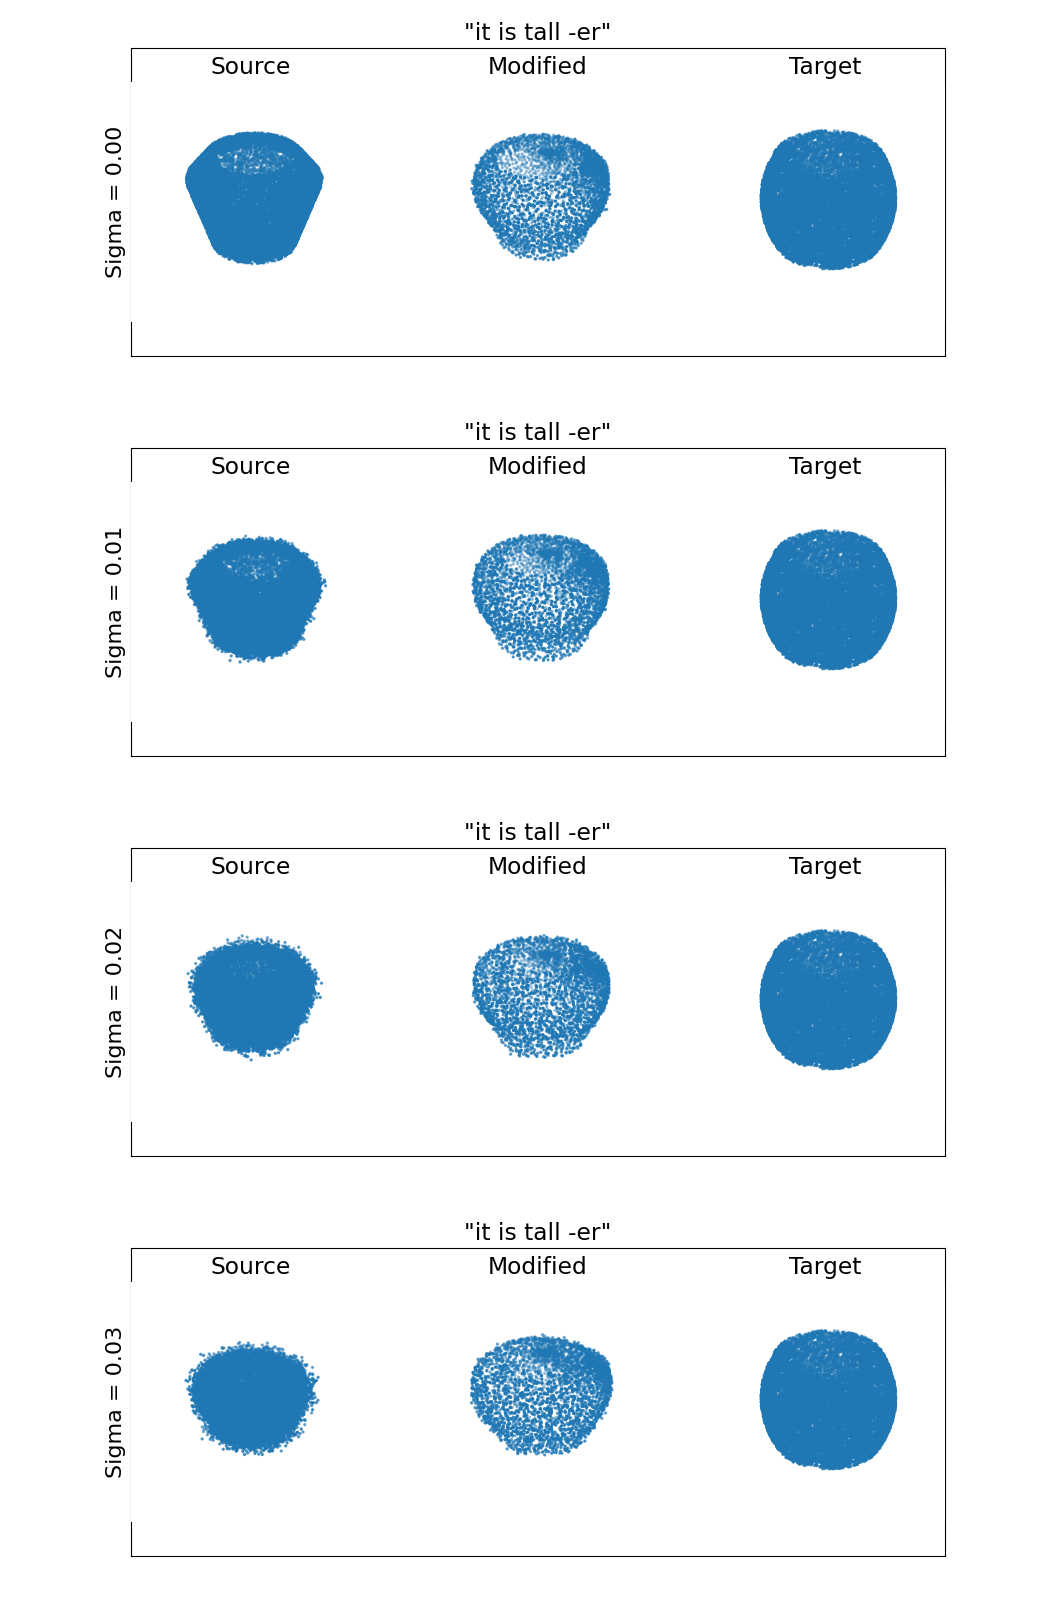 "it is tall -er"
Source Modified Target
Sigma = 0.00
"it is tall -er"
Source Modified Target
Sigma = 0.01
"it is tall -er"
Source Modified Target
Sigma = 0.02
"it is tall -er"
Source Modified Target
Sigma = 0.03